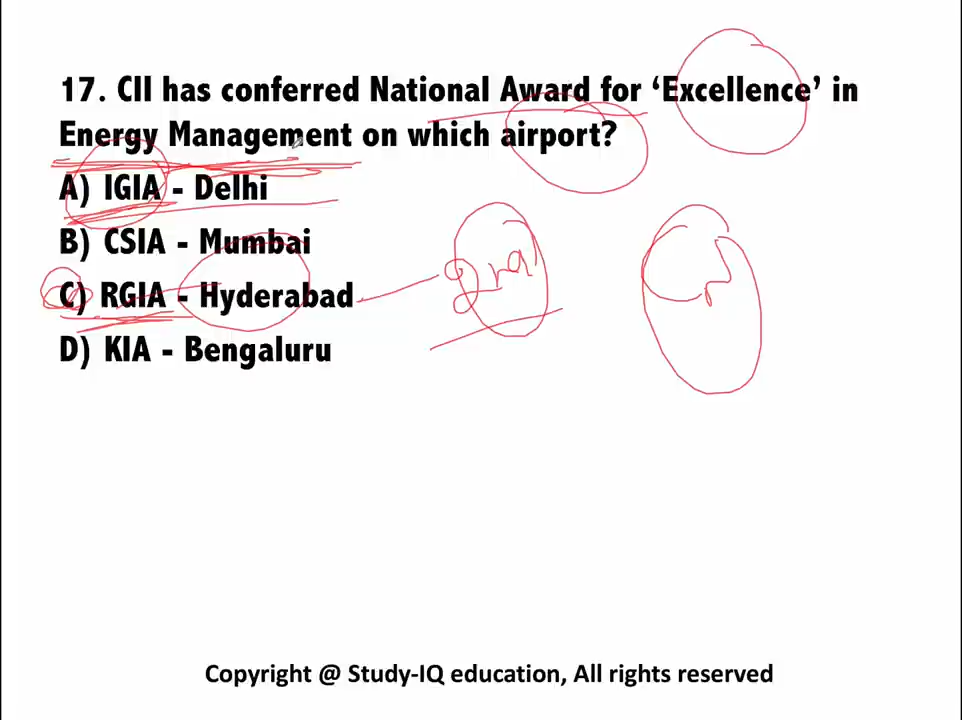 17. CII has conferred National Award for ‘Excellence’ in
Energy Management on which airport?
A) IGIA - Delhi
B) CSIA - Mumbai
C) RGIA - Hyderabad
D) KIA - Bengaluru
Copyright @ Study-IQ education, All rights reserved